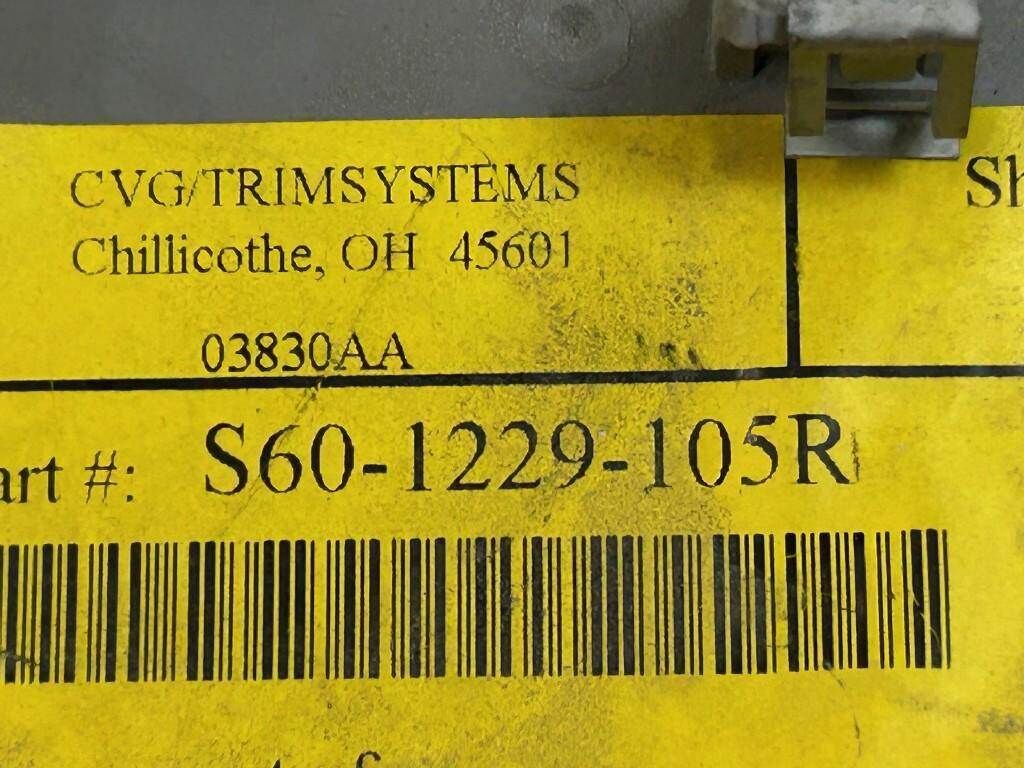 CVG/TRIMSYSTEMS
Chillicothe, OH 45601
03830AA
art #: S60-1229-105R